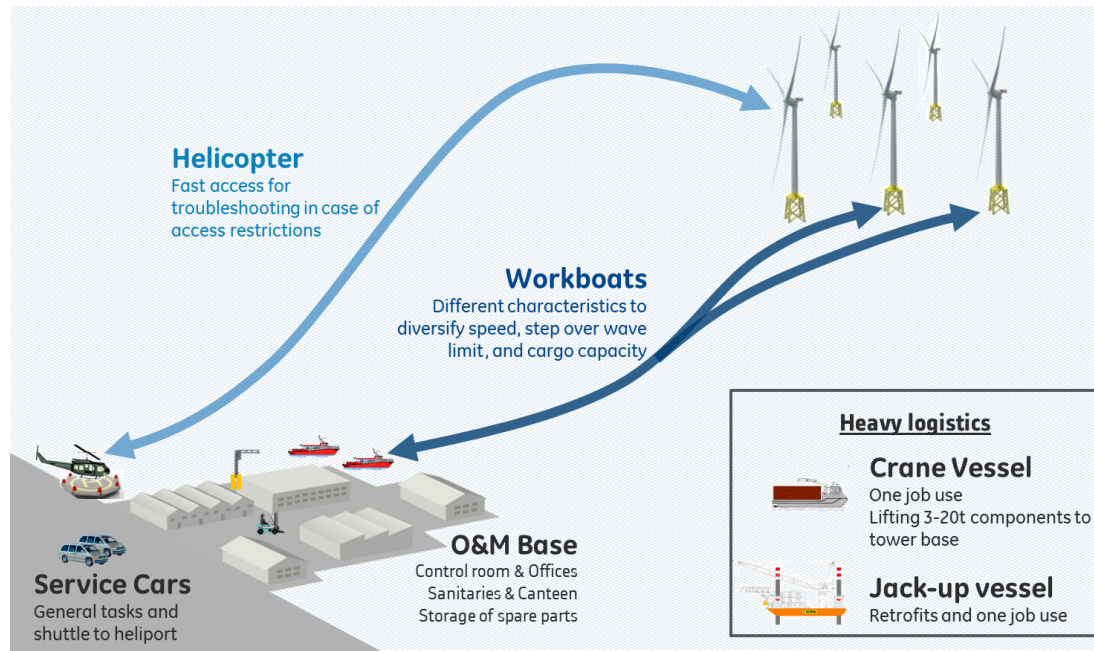 Helicopter
Fast access for
troubleshooting in case of
access restrictions
Workboats
Different characteristics to
diversify speed, step over wave
limit, and cargo capacity
Service Cars
General tasks and
shuttle to heliport
O&M Base
Control room & Offices
Sanitaries & Canteen
Storage of spare parts
Heavy logistics
Crane Vessel
One job use
Lifting 3-20t components to
tower base
Jack-up vessel
Retrofits and one job use